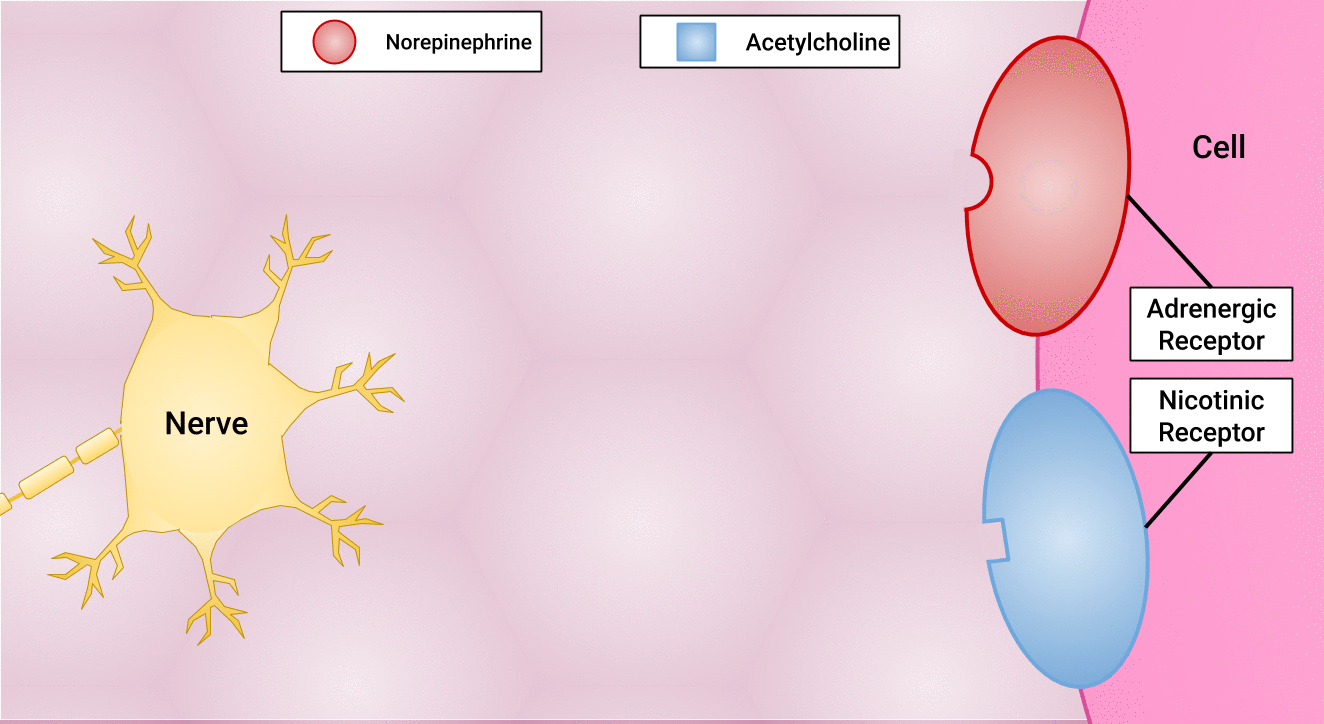 Norepinephrine
Acetylcholine
Cell
Adrenergic
Receptor
Nicotinic
Receptor
Nerve